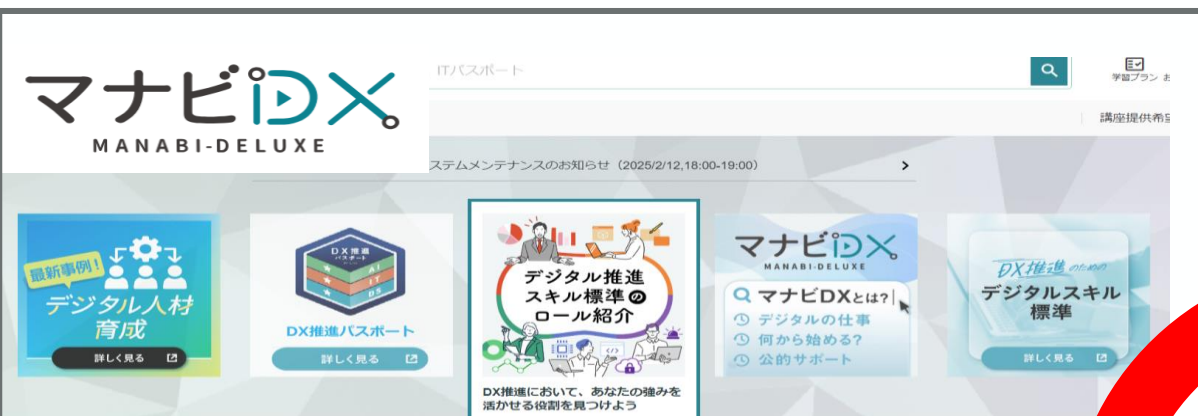 マナビDX
MANABI-DELUXE
ITパスポート
学習プラン お
講座提供希望
ステムメンテナンスのお知らせ（2025/2/12,18:00-19:00）
最新事例！
デジタル人材
育成
詳しく見る
DX推進
パスポート
AI
IT
DS
DX推進パスポート
詳しく見る
デジタル推進
スキル標準の
ロール紹介
DX推進において、あなたの強みを
活かせる役割を見つけよう
マナビDX
MANABI-DELUXE
マナビDXとは?
デジタルの仕事
何から始める?
公的サポート
DX推進のための
デジタルスキル
標準
詳しく見る